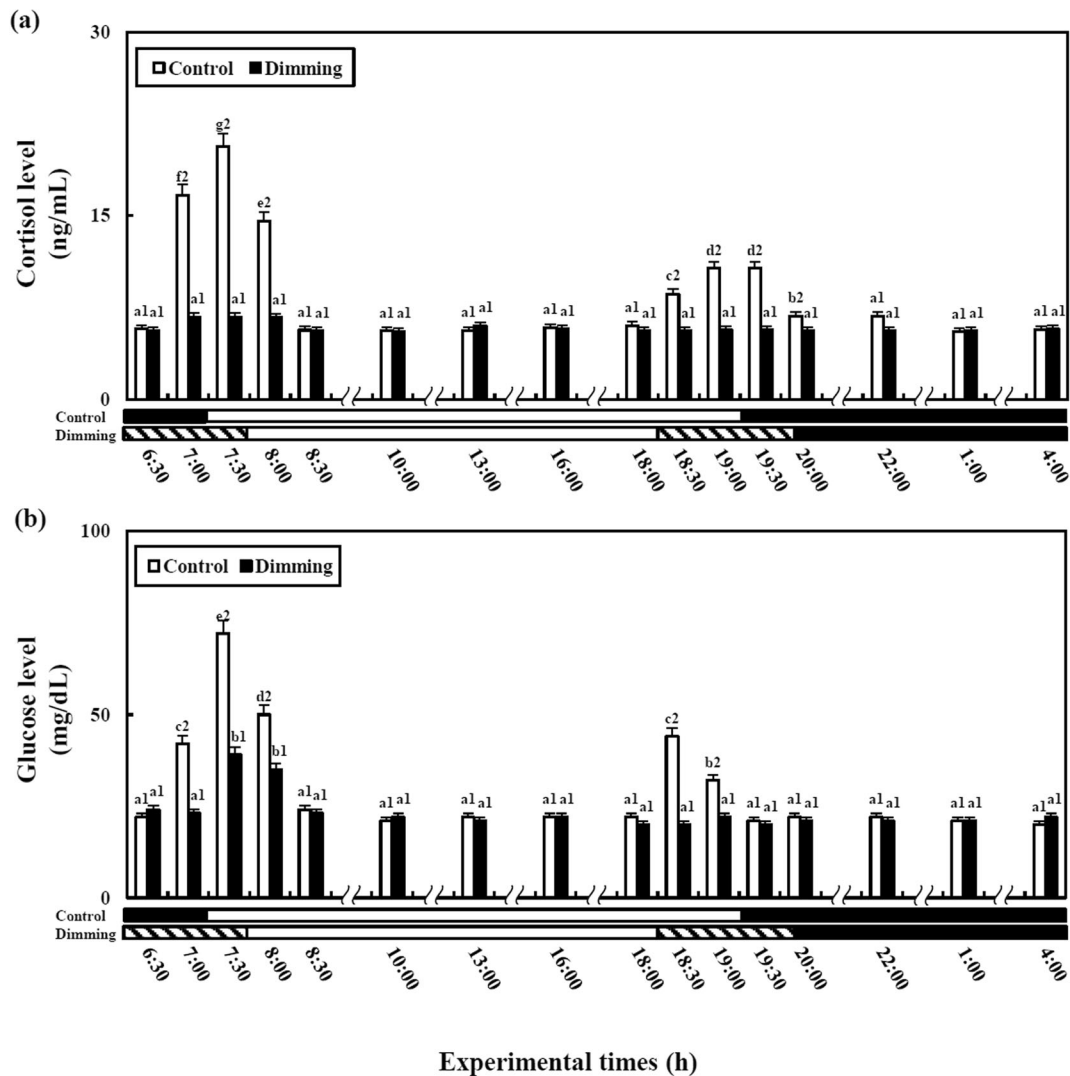 (a)
30
Control Dimming
g2
f2
e2
d2 d2
c2
b2
a1 a1 a1 a1 a1 a1 a1 a1 a1 a1 a1 a1 a1 a1 a1 a1 a1 a1 a1 a1 a1 a1 a1 a1 a1
15
0
Cortisol level
(ng/mL)
Control
Dimming
6:30 7:00 7:30 8:00 8:30 10:00 13:00 16:00 18:00 18:30 19:00 19:30 20:00 22:00 1:00 4:00
(b)
100
Control Dimming
e2
d2
c2 c2
b1 b1 b2
a1 a1 a1 a1 a1 a1 a1 a1 a1 a1 a1 a1 a1 a1 a1 a1 a1 a1 a1 a1 a1 a1 a1 a1 a1
50
0
Glucose level
(mg/dL)
Control
Dimming
6:30 7:00 7:30 8:00 8:30 10:00 13:00 16:00 18:00 18:30 19:00 19:30 20:00 22:00 1:00 4:00
Experimental times (h)